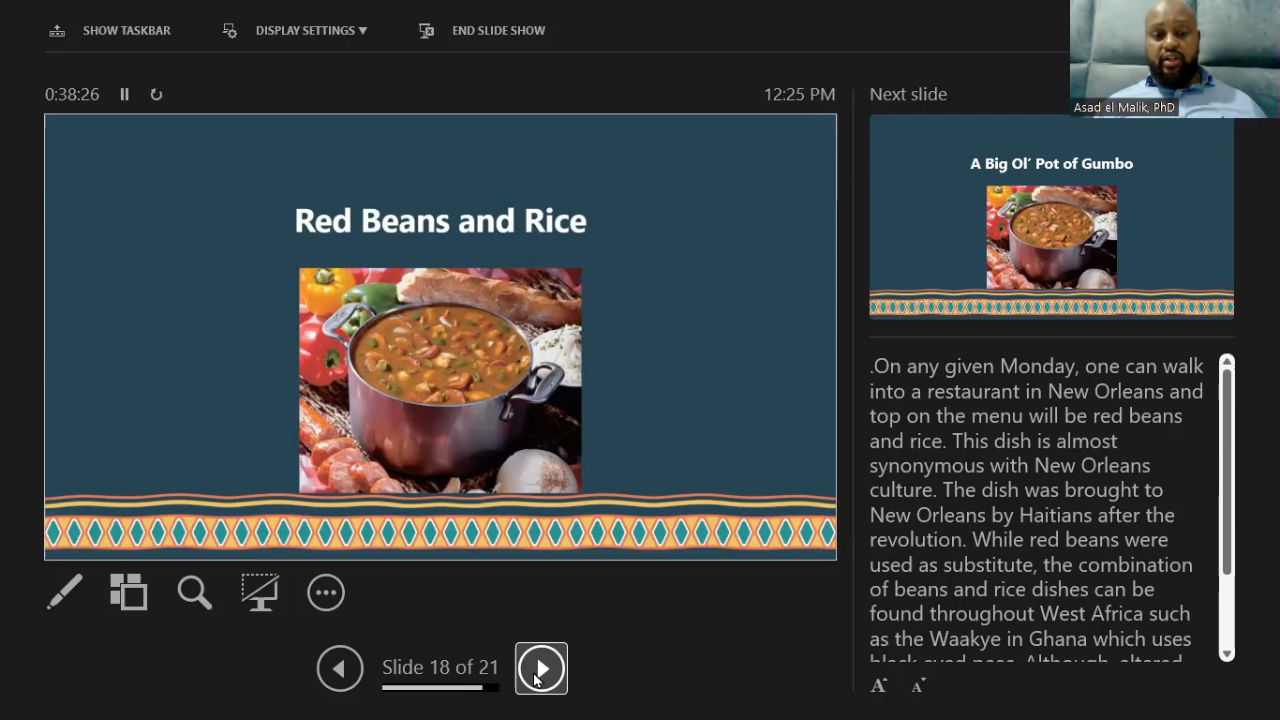 SHOW TASKBAR
DISPLAY SETTINGS ▼
END SLIDE SHOW
Asad el Malik, PhD
0:38:26
12:25 PM
Next slide
Red Beans and Rice
A Big Ol’ Pot of Gumbo
.On any given Monday, one can walk
into a restaurant in New Orleans and
top on the menu will be red beans
and rice. This dish is almost
synonymous with New Orleans
culture. The dish was brought to
New Orleans by Haitians after the
revolution. While red beans were
used as substitute, the combination
of beans and rice dishes can be
found throughout West Africa such
as the Waakye in Ghana which uses
black eyed peas. Although, altered
Slide 18 of 21
A A